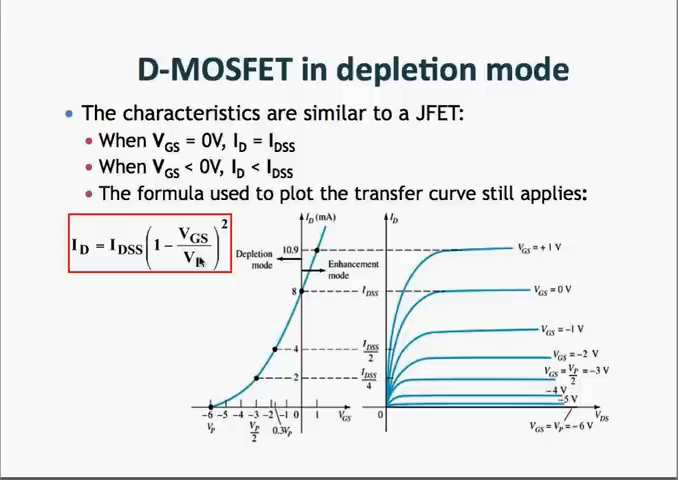 D-MOSFET in depletion mode
• The characteristics are similar to a JFET:
• When VGS = 0V, ID = IDSS
• When VGS < 0V, ID < IDSS
• The formula used to plot the transfer curve still applies:
ID = IDSS(1 − VGS/VP)²
ID (mA)
10.9
Depletion mode
Enhancement mode
8
4
2
−6 −5 −4 −3 −2 −1 0 1 VGS
VP
VP/2
0.3VP
ID
IDSS
IDSS/2
IDSS/4
0
VGS = +1 V
VGS = 0 V
VGS = −1 V
VGS = −2 V
VGS = VP/2 = −3 V
−4 V
−5 V
VDS
VGS = VP = −6 V